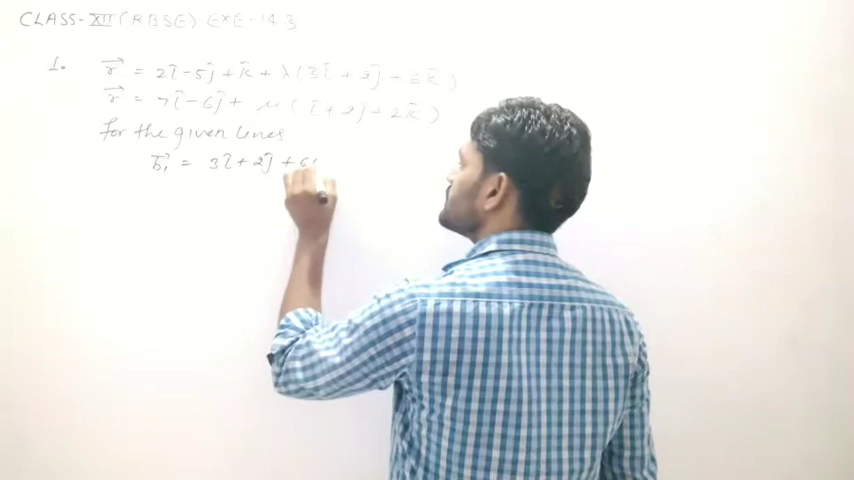 CLASS-XII (RBSE) EXE-14.3
1. r⃗ = 2î-5ĵ+k̂ + λ(3î + 2ĵ + 6k̂)
r⃗ = 7î-6ĵ + μ(î+2ĵ+2k̂)
for the given lines
b⃗₁ = 3î+2ĵ+6